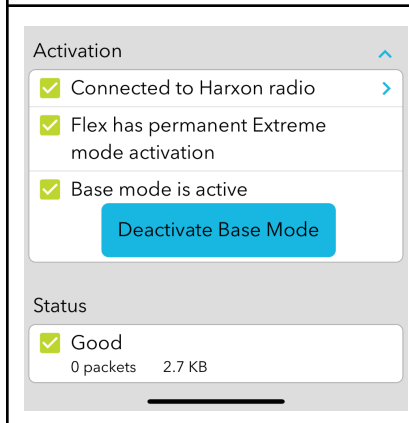 Activation
Connected to Harxon radio
Flex has permanent Extreme
mode activation
Base mode is active
Deactivate Base Mode
Status
Good
0 packets 2.7 KB